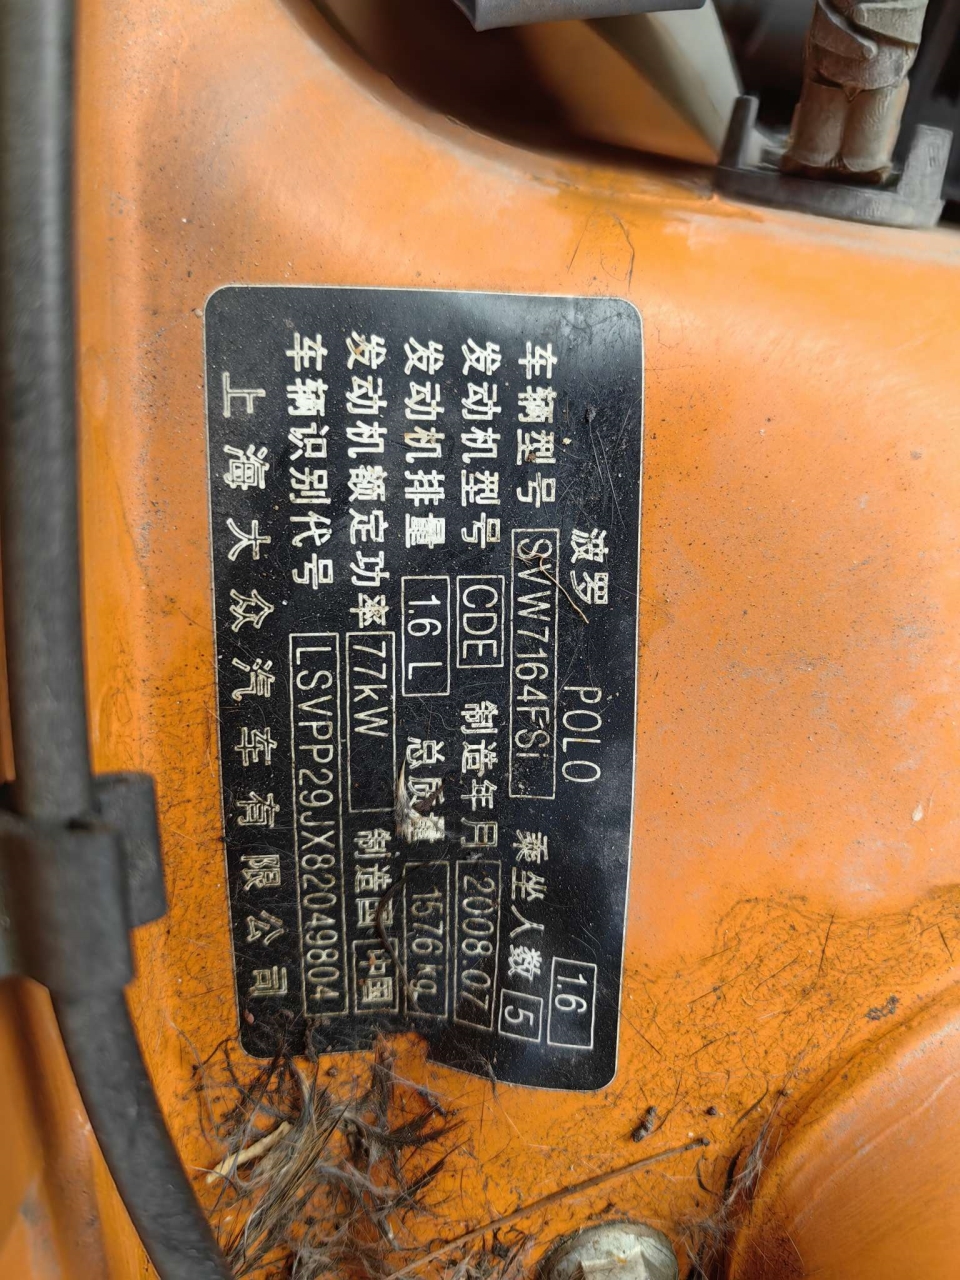 波罗 POLO 1.6
车辆型号 SVW7164FSi 乘坐人数 5
发动机型号 CDE 制造年月 2008.07
发动机排量 1.6 L 总质量 1576kg
发动机额定功率 77kW 制造国 中国
车辆识别代号 LSVPP29JX82049804
上海大众汽车有限公司